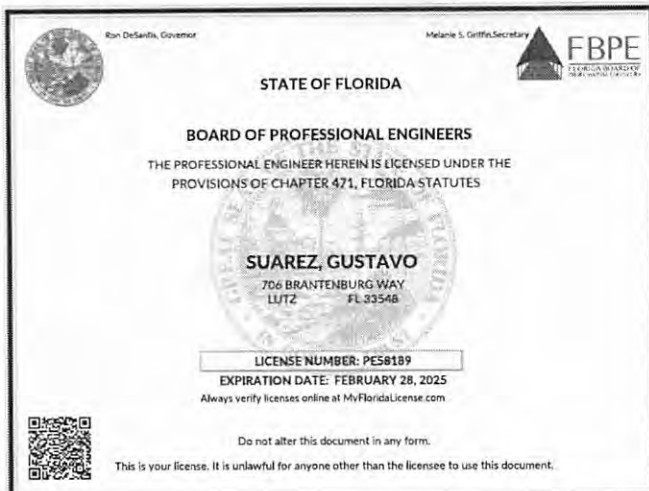 Ron DeSantis, Governor
Melanie S. Griffin, Secretary
FBPE
FLORIDA BOARD OF
STATE OF FLORIDA
BOARD OF PROFESSIONAL ENGINEERS
THE PROFESSIONAL ENGINEER HEREIN IS LICENSED UNDER THE
PROVISIONS OF CHAPTER 471, FLORIDA STATUTES
SUAREZ, GUSTAVO
706 BRANTENBURG WAY
LUTZ FL 33548
LICENSE NUMBER: PE58189
EXPIRATION DATE: FEBRUARY 28, 2025
Always verify licenses online at MyFloridaLicense.com
Do not alter this document in any form.
This is your license. It is unlawful for anyone other than the licensee to use this document.